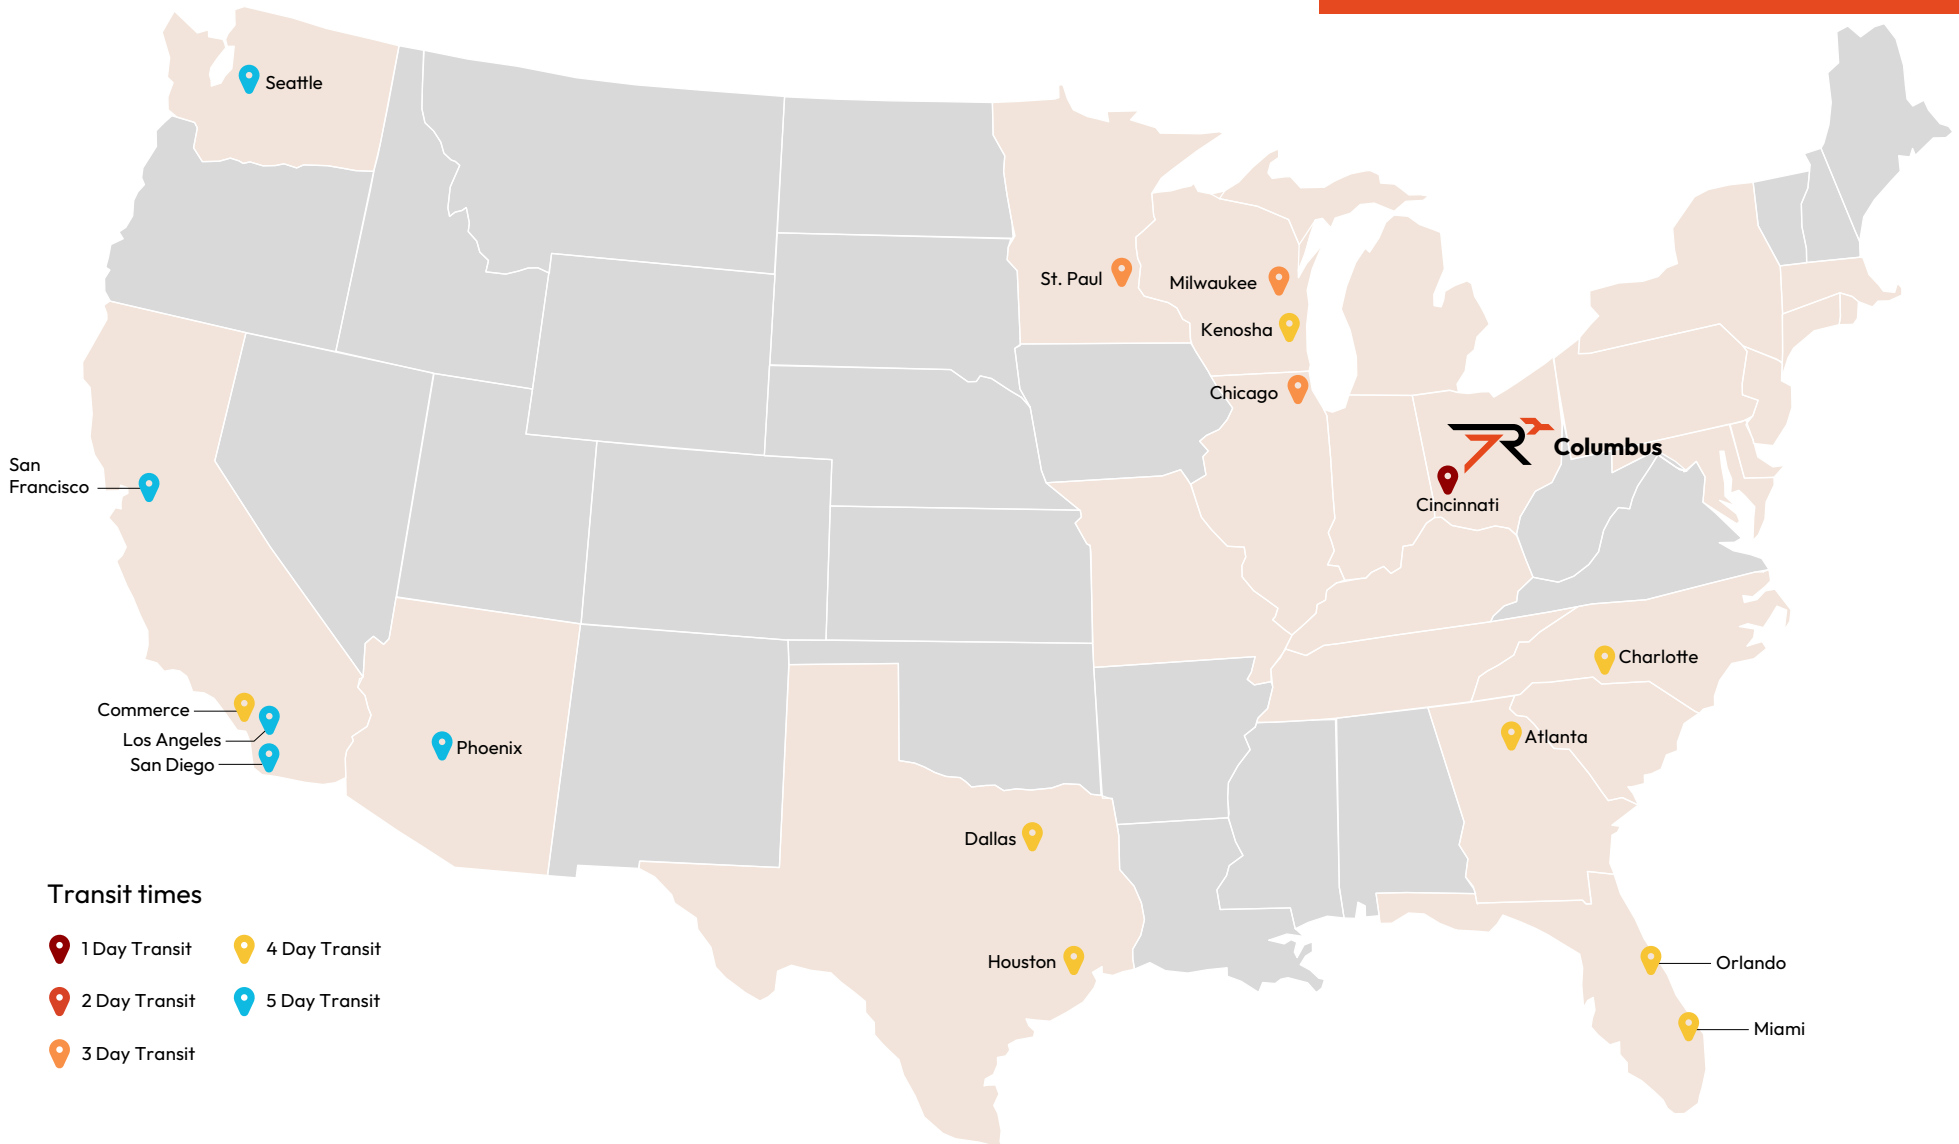 Seattle
St. Paul
Milwaukee
Kenosha
Chicago
Columbus
Cincinnati
San
Francisco
Charlotte
Commerce
Los Angeles
San Diego
Phoenix
Atlanta
Dallas
Houston
Orlando
Miami
Transit times
1 Day Transit
2 Day Transit
3 Day Transit
4 Day Transit
5 Day Transit